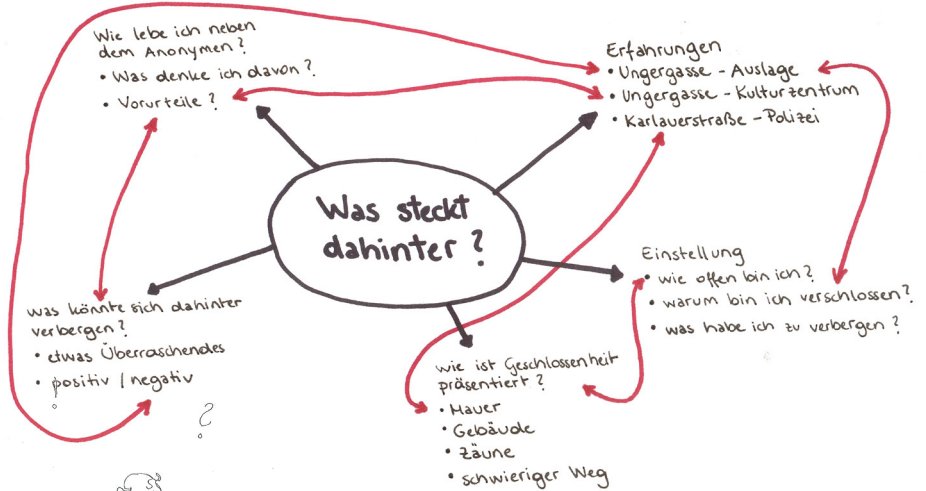 Wie lebe ich neben
dem Anonymen?
• Was denke ich davon?
• Vorurteile?
Erfahrungen
• Ungergasse - Auslage
• Ungergasse - Kulturzentrum
• Karlauerstraße - Polizei
Was steckt
dahinter?
Einstellung
• wie offen bin ich?
• warum bin ich verschlossen?
• was habe ich zu verbergen?
was könnte sich dahinter
verbergen?
• etwas Überraschendes
• positiv / negativ
?
wie ist Geschlossenheit
präsentiert?
• Mauer
• Gebäude
• Zäune
• schwieriger Weg